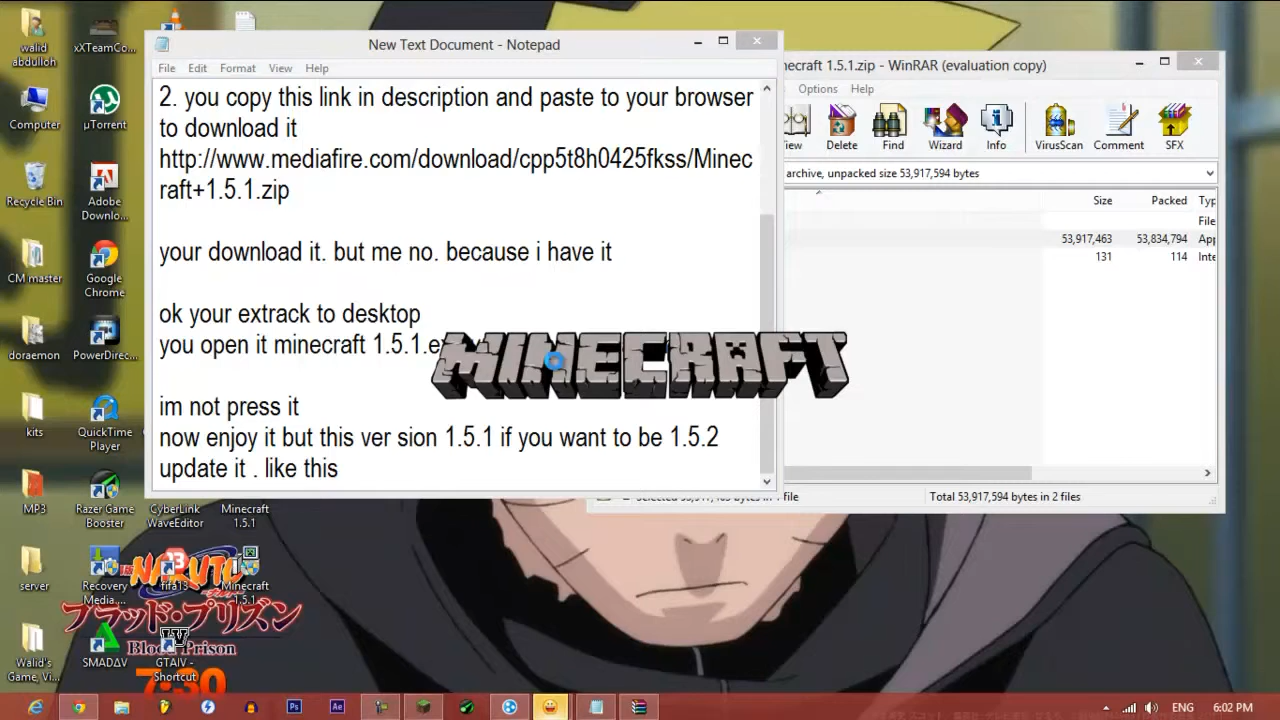 walid
abdulloh
xXTeamCo...
New Text Document - Notepad
File Edit Format View Help
2. you copy this link in description and paste to your browser
to download it
http://www.mediafire.com/download/cpp5t8h0425fkss/Minec
raft+1.5.1.zip
your download it. but me no. because i have it
ok your extrack to desktop
you open it minecraft 1.5.1.e
im not press it
now enjoy it but this ver sion 1.5.1 if you want to be 1.5.2
update it . like this
MINECRAFT
necraft 1.5.1.zip - WinRAR (evaluation copy)
Options Help
View Delete Find Wizard Info VirusScan Comment SFX
archive, unpacked size 53,917,594 bytes
Size Packed Typ
File
53,917,463 53,834,794 App
131 114 Inte
file
Total 53,917,594 bytes in 2 files
Computer
µTorrent
Recycle Bin
Adobe
Downlo...
CM master
Google
Chrome
doraemon
PowerDirec...
kits
QuickTime
Player
MP3
Razer Game
Booster
CyberLink
WaveEditor
Minecraft
1.5.1
server
Recovery
Media...
fifa13
Minecraft
1.5.1
NARUTO
ブラッド・プリズン
Blood Prison
Walid's
Game, Vi...
SMADΔV
GTAIV -
Shortcut
7:30
Ps Ae
ENG 6:02 PM